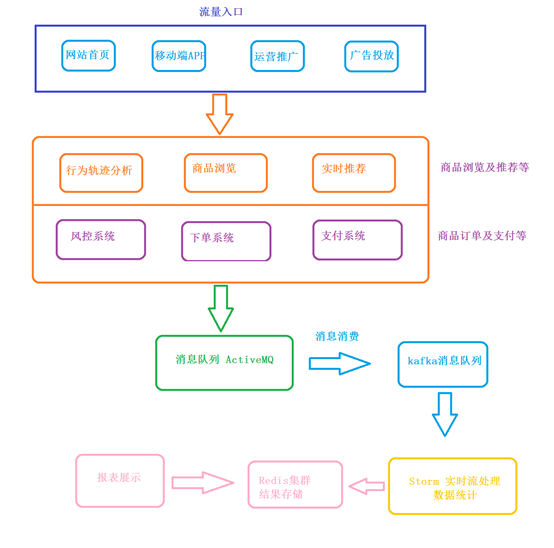 流量入口
网站首页
移动端APP
运营推广
广告投放
行为轨迹分析
商品浏览
实时推荐
商品浏览及推荐等
风控系统
下单系统
支付系统
商品订单及支付等
消息队列 ActiveMQ
消息消费
kafka消息队列
报表展示
Redis集群
结果存储
Storm 实时流处理
数据统计